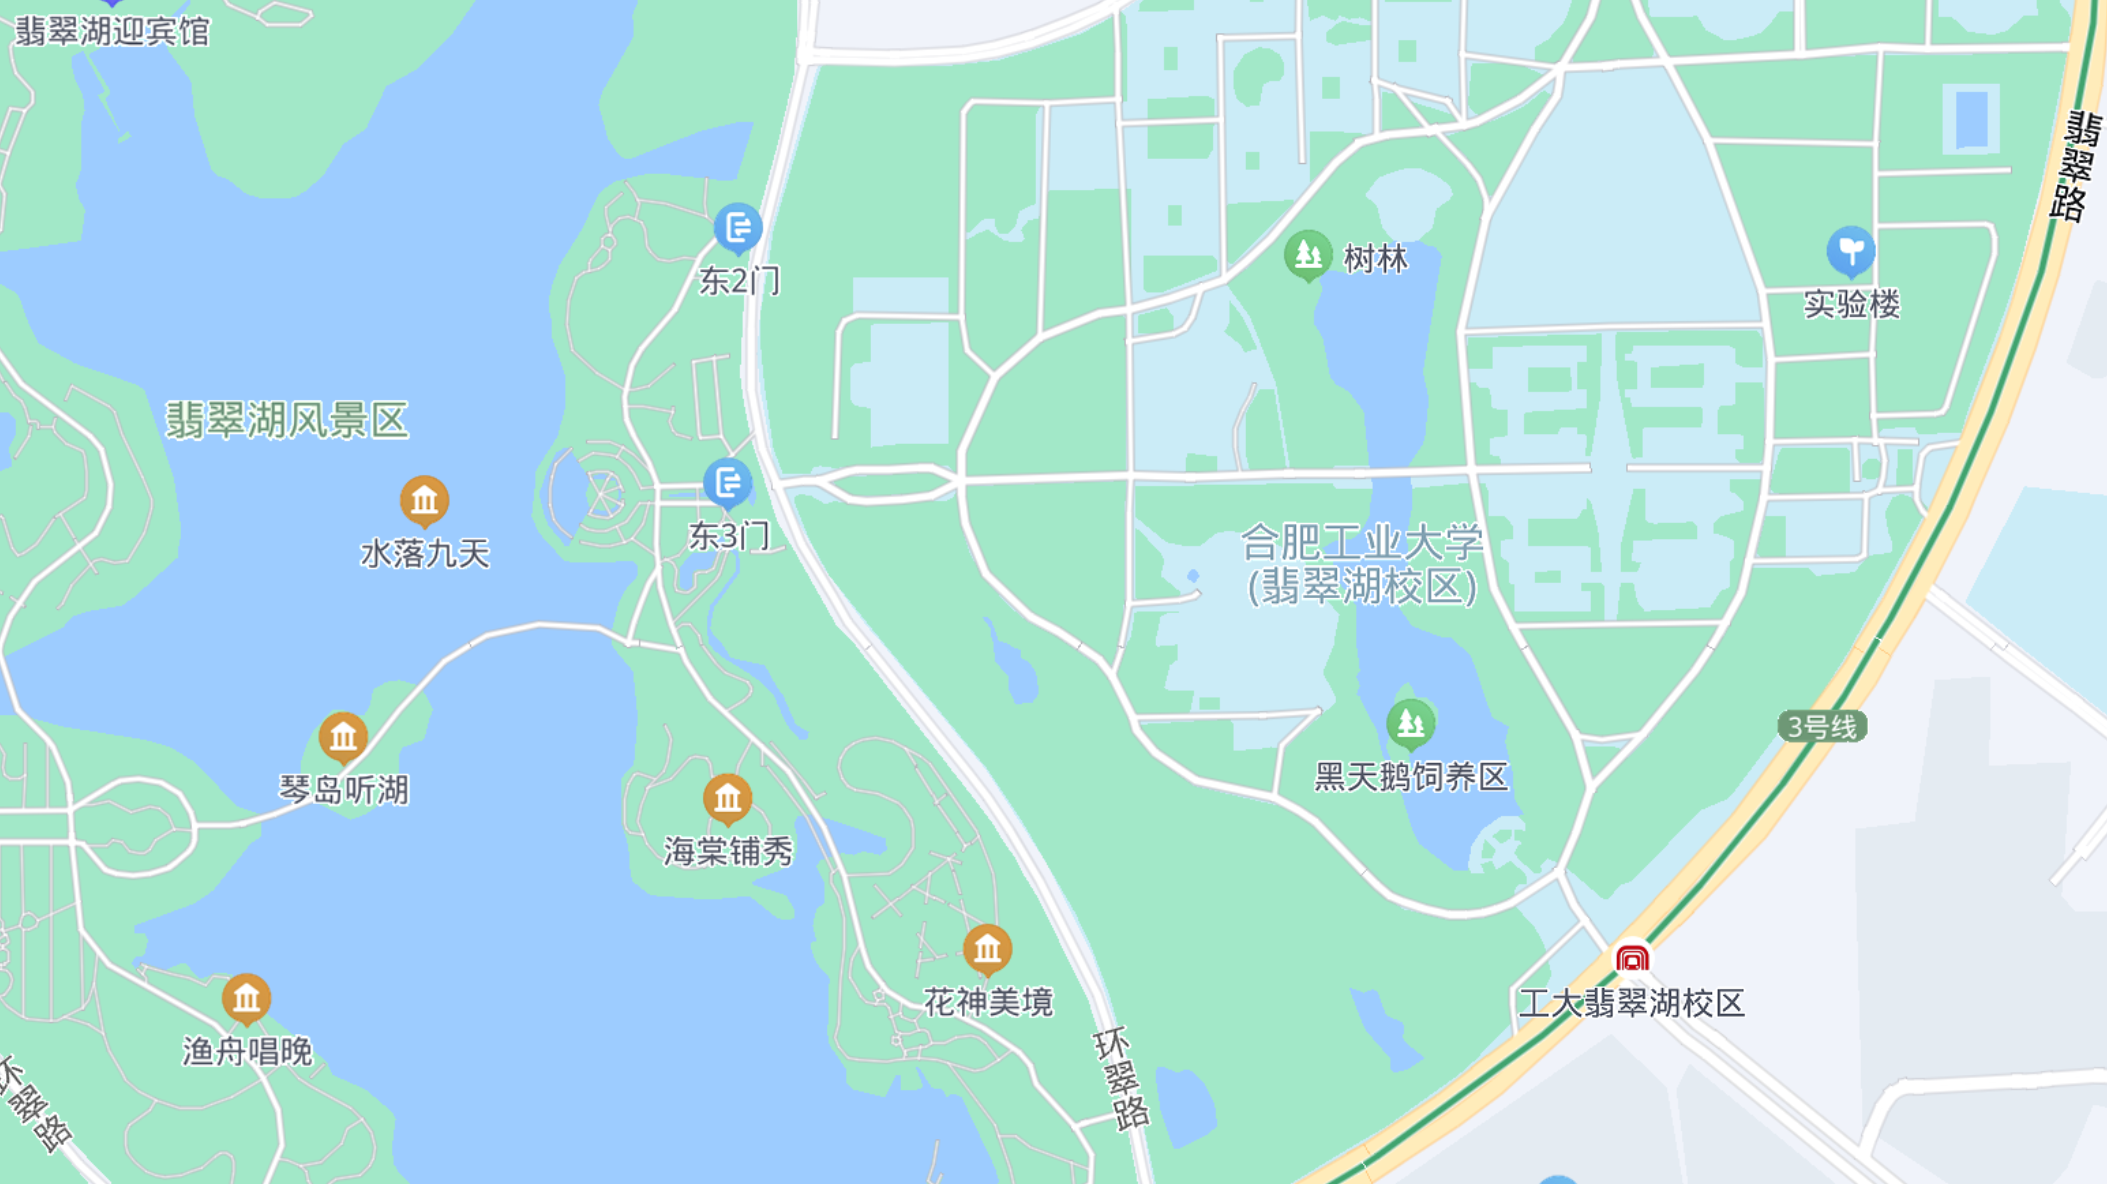 翡翠湖迎宾馆
翡翠路
树林
东2门
实验楼
翡翠湖风景区
水落九天
东3门
合肥工业大学
(翡翠湖校区)
3号线
琴岛听湖
黑天鹅饲养区
海棠铺秀
花神美境
工大翡翠湖校区
渔舟唱晚
环翠路
环翠路